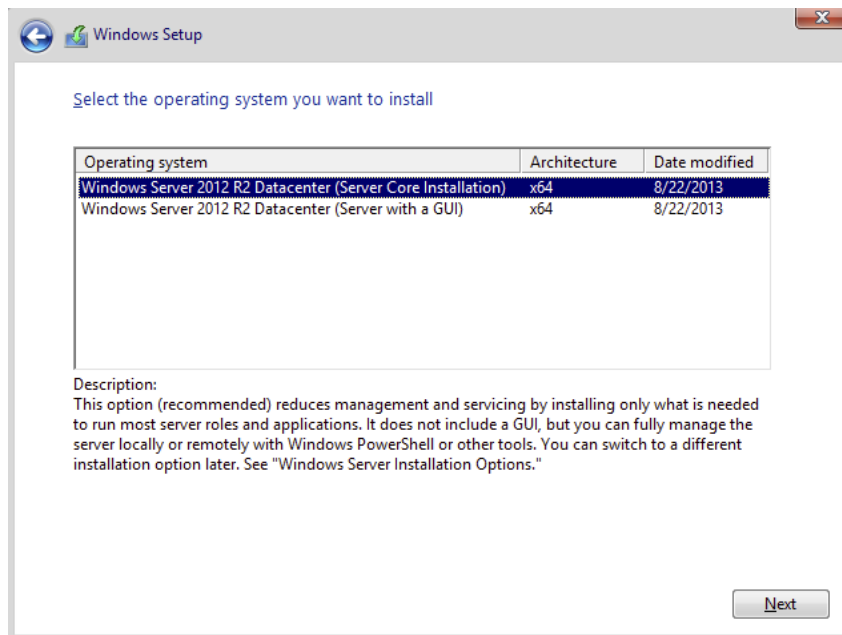 Windows Setup
Select the operating system you want to install
Operating system Architecture Date modified
Windows Server 2012 R2 Datacenter (Server Core Installation) x64 8/22/2013
Windows Server 2012 R2 Datacenter (Server with a GUI) x64 8/22/2013
Description:
This option (recommended) reduces management and servicing by installing only what is needed
to run most server roles and applications. It does not include a GUI, but you can fully manage the
server locally or remotely with Windows PowerShell or other tools. You can switch to a different
installation option later. See "Windows Server Installation Options."
Next